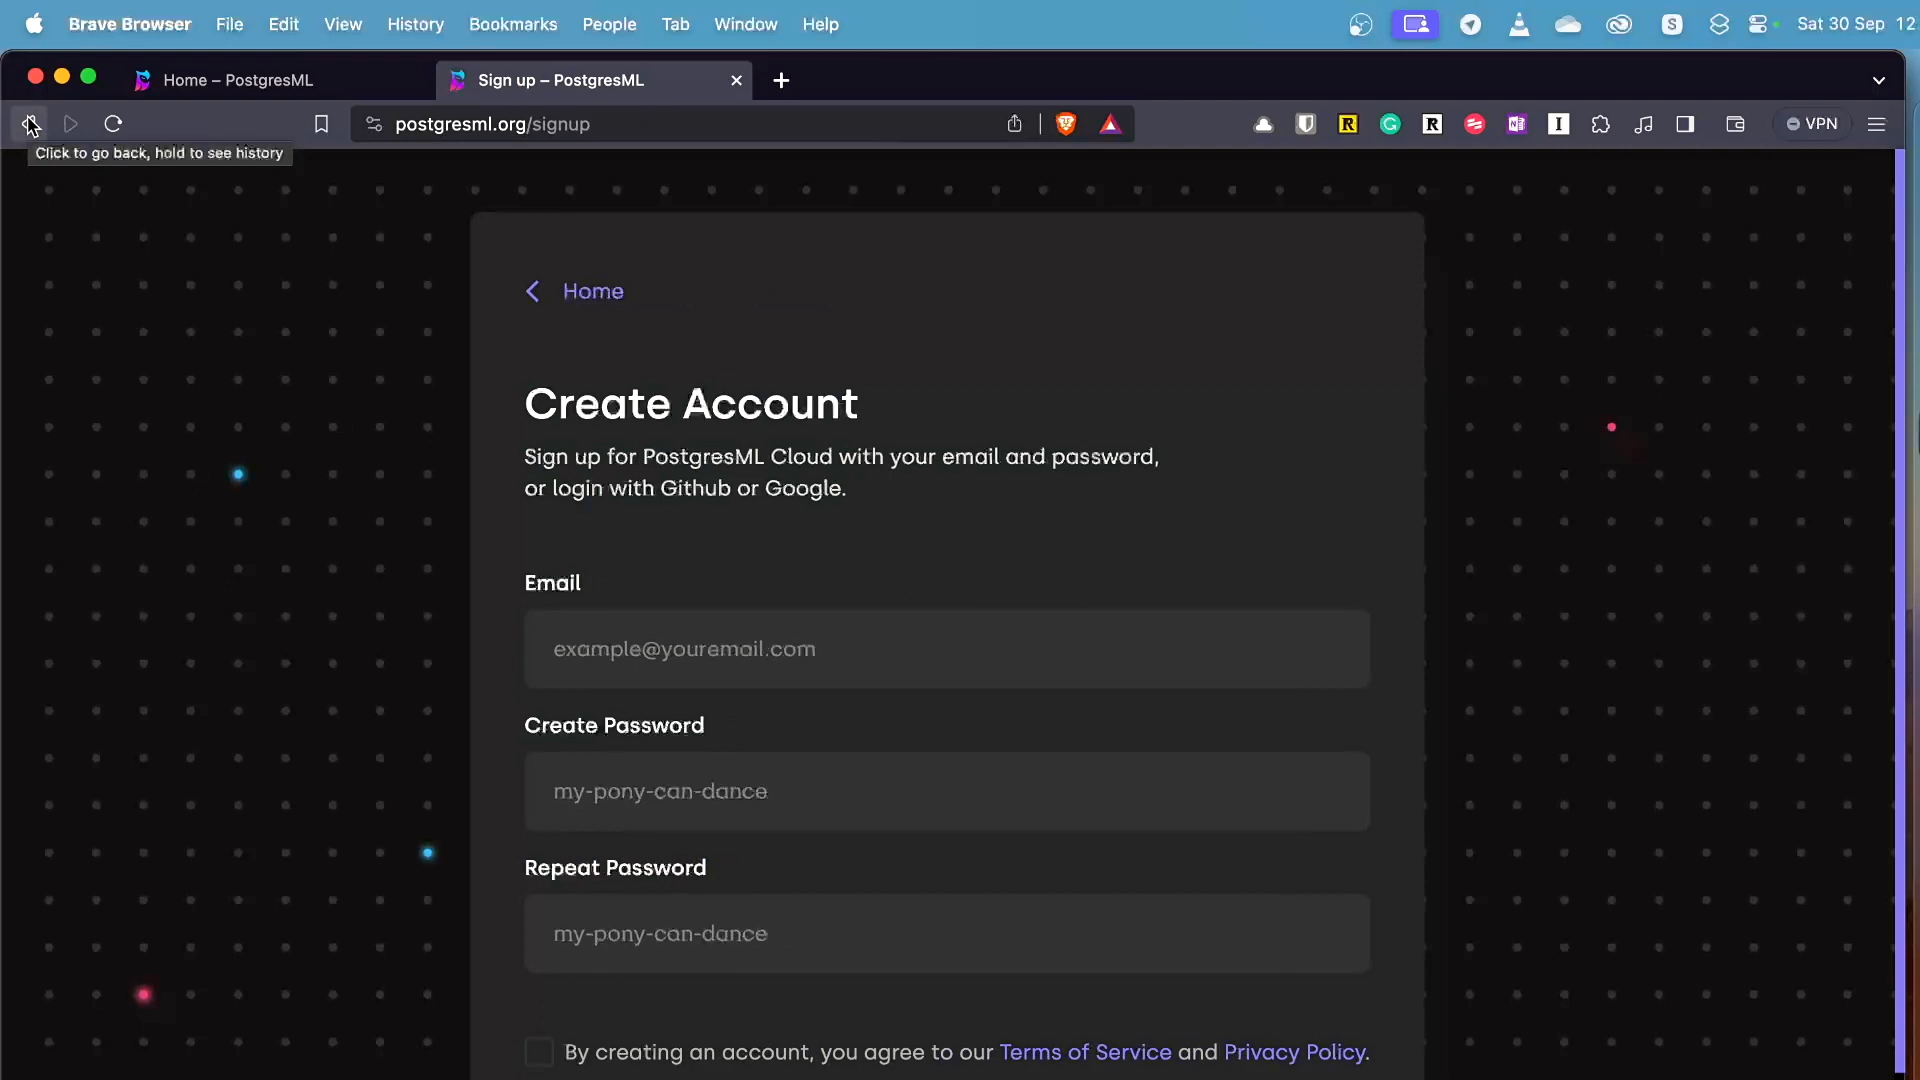 Brave Browser File Edit View History Bookmarks People Tab Window Help S Sat 30 Sep 12
Home – PostgresML Sign up – PostgresML
postgresml.org/signup R G R N I VPN
Click to go back, hold to see history
Home
Create Account
Sign up for PostgresML Cloud with your email and password,
or login with Github or Google.
Email
example@youremail.com
Create Password
my-pony-can-dance
Repeat Password
my-pony-can-dance
By creating an account, you agree to our Terms of Service and Privacy Policy.